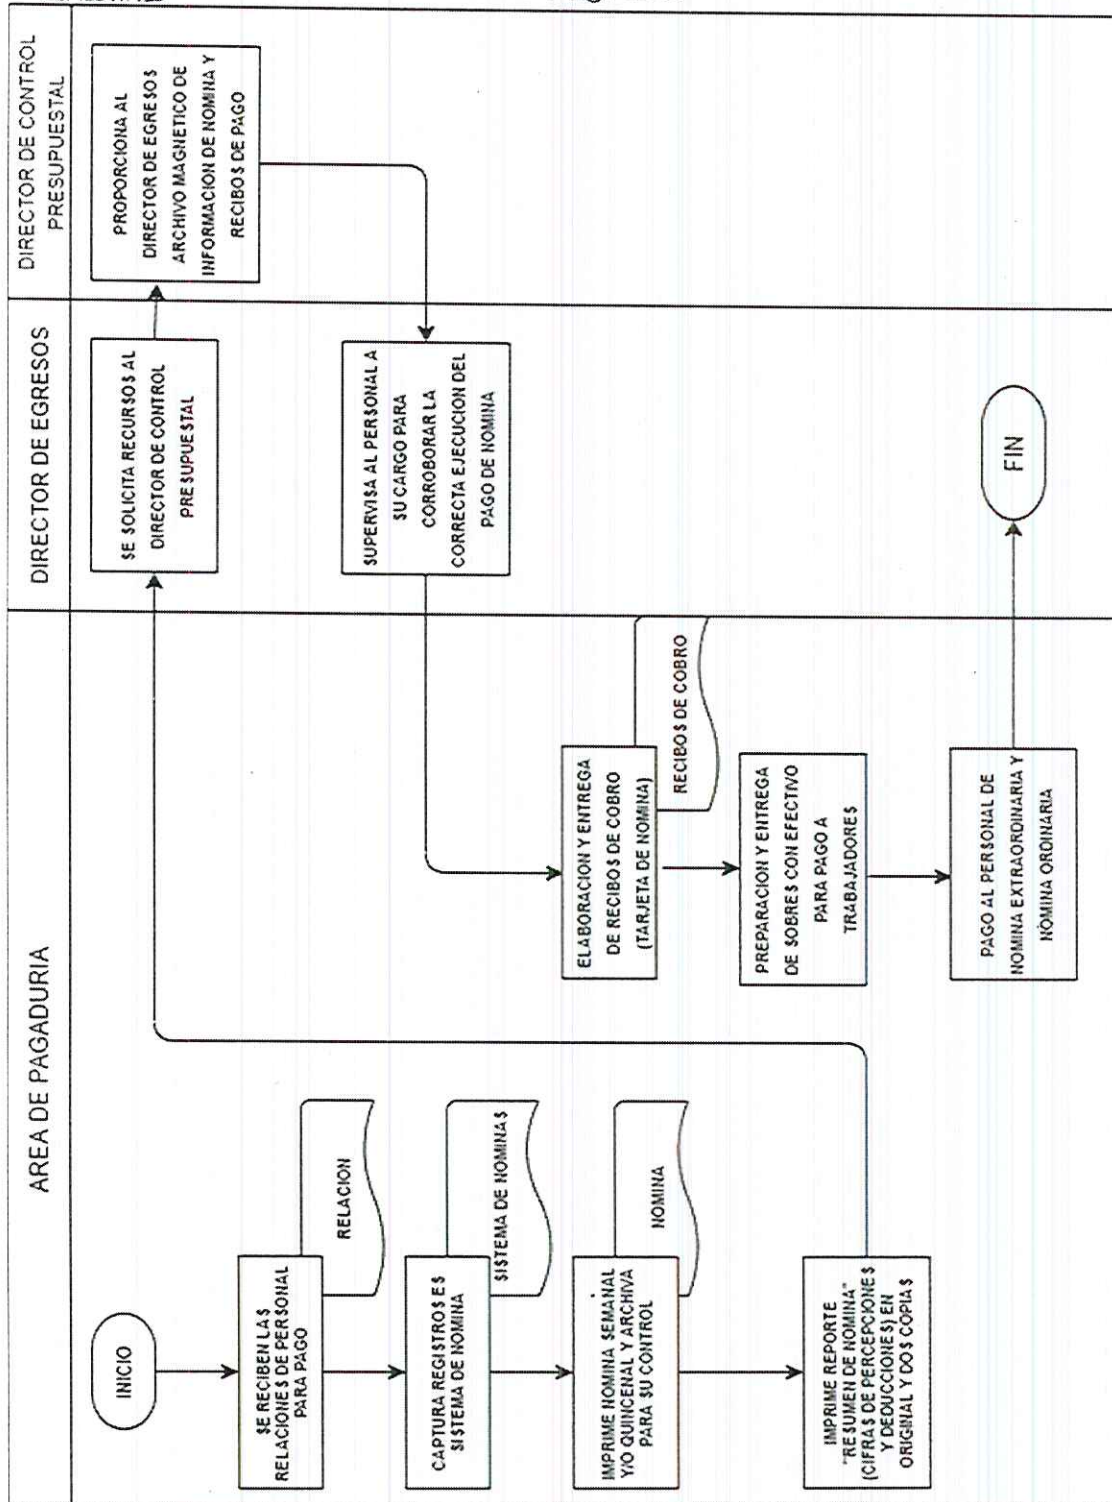 AREA DE PAGADURIA
DIRECTOR DE EGRESOS
DIRECTOR DE CONTROL
PRESUPUESTAL
INICIO
SE RECIBEN LAS
RELACIONES DE PERSONAL
PARA PAGO
RELACION
CAPTURA REGISTROS ES
SISTEMA DE NOMINA
SISTEMA DE NOMINAS
IMPRIME NOMINA SEMANAL
Y/O QUINCENAL Y ARCHIVA
PARA SU CONTROL
NOMINA
IMPRIME REPORTE
"RESUMEN DE NOMINA"
(CIFRAS DE PERCEPCIONES
Y DEDUCCIONES) EN
ORIGINAL Y DOS COPIAS
SE SOLICITA RECURSOS AL
DIRECTOR DE CONTROL
PRESUPUESTAL
PROPORCIONA AL
DIRECTOR DE EGRESOS
ARCHIVO MAGNETICO DE
INFORMACION DE NOMINA Y
RECIBOS DE PAGO
SUPERVISA AL PERSONAL A
SU CARGO PARA
CORROBORAR LA
CORRECTA EJECUCION DEL
PAGO DE NOMINA
ELABORACION Y ENTREGA
DE RECIBOS DE COBRO
(TARJETA DE NOMINA)
RECIBOS DE COBRO
PREPARACION Y ENTREGA
DE SOBRES CON EFECTIVO
PARA PAGO A
TRABAJADORES
PAGO AL PERSONAL DE
NOMINA EXTRAORDINARIA Y
NOMINA ORDINARIA
FIN